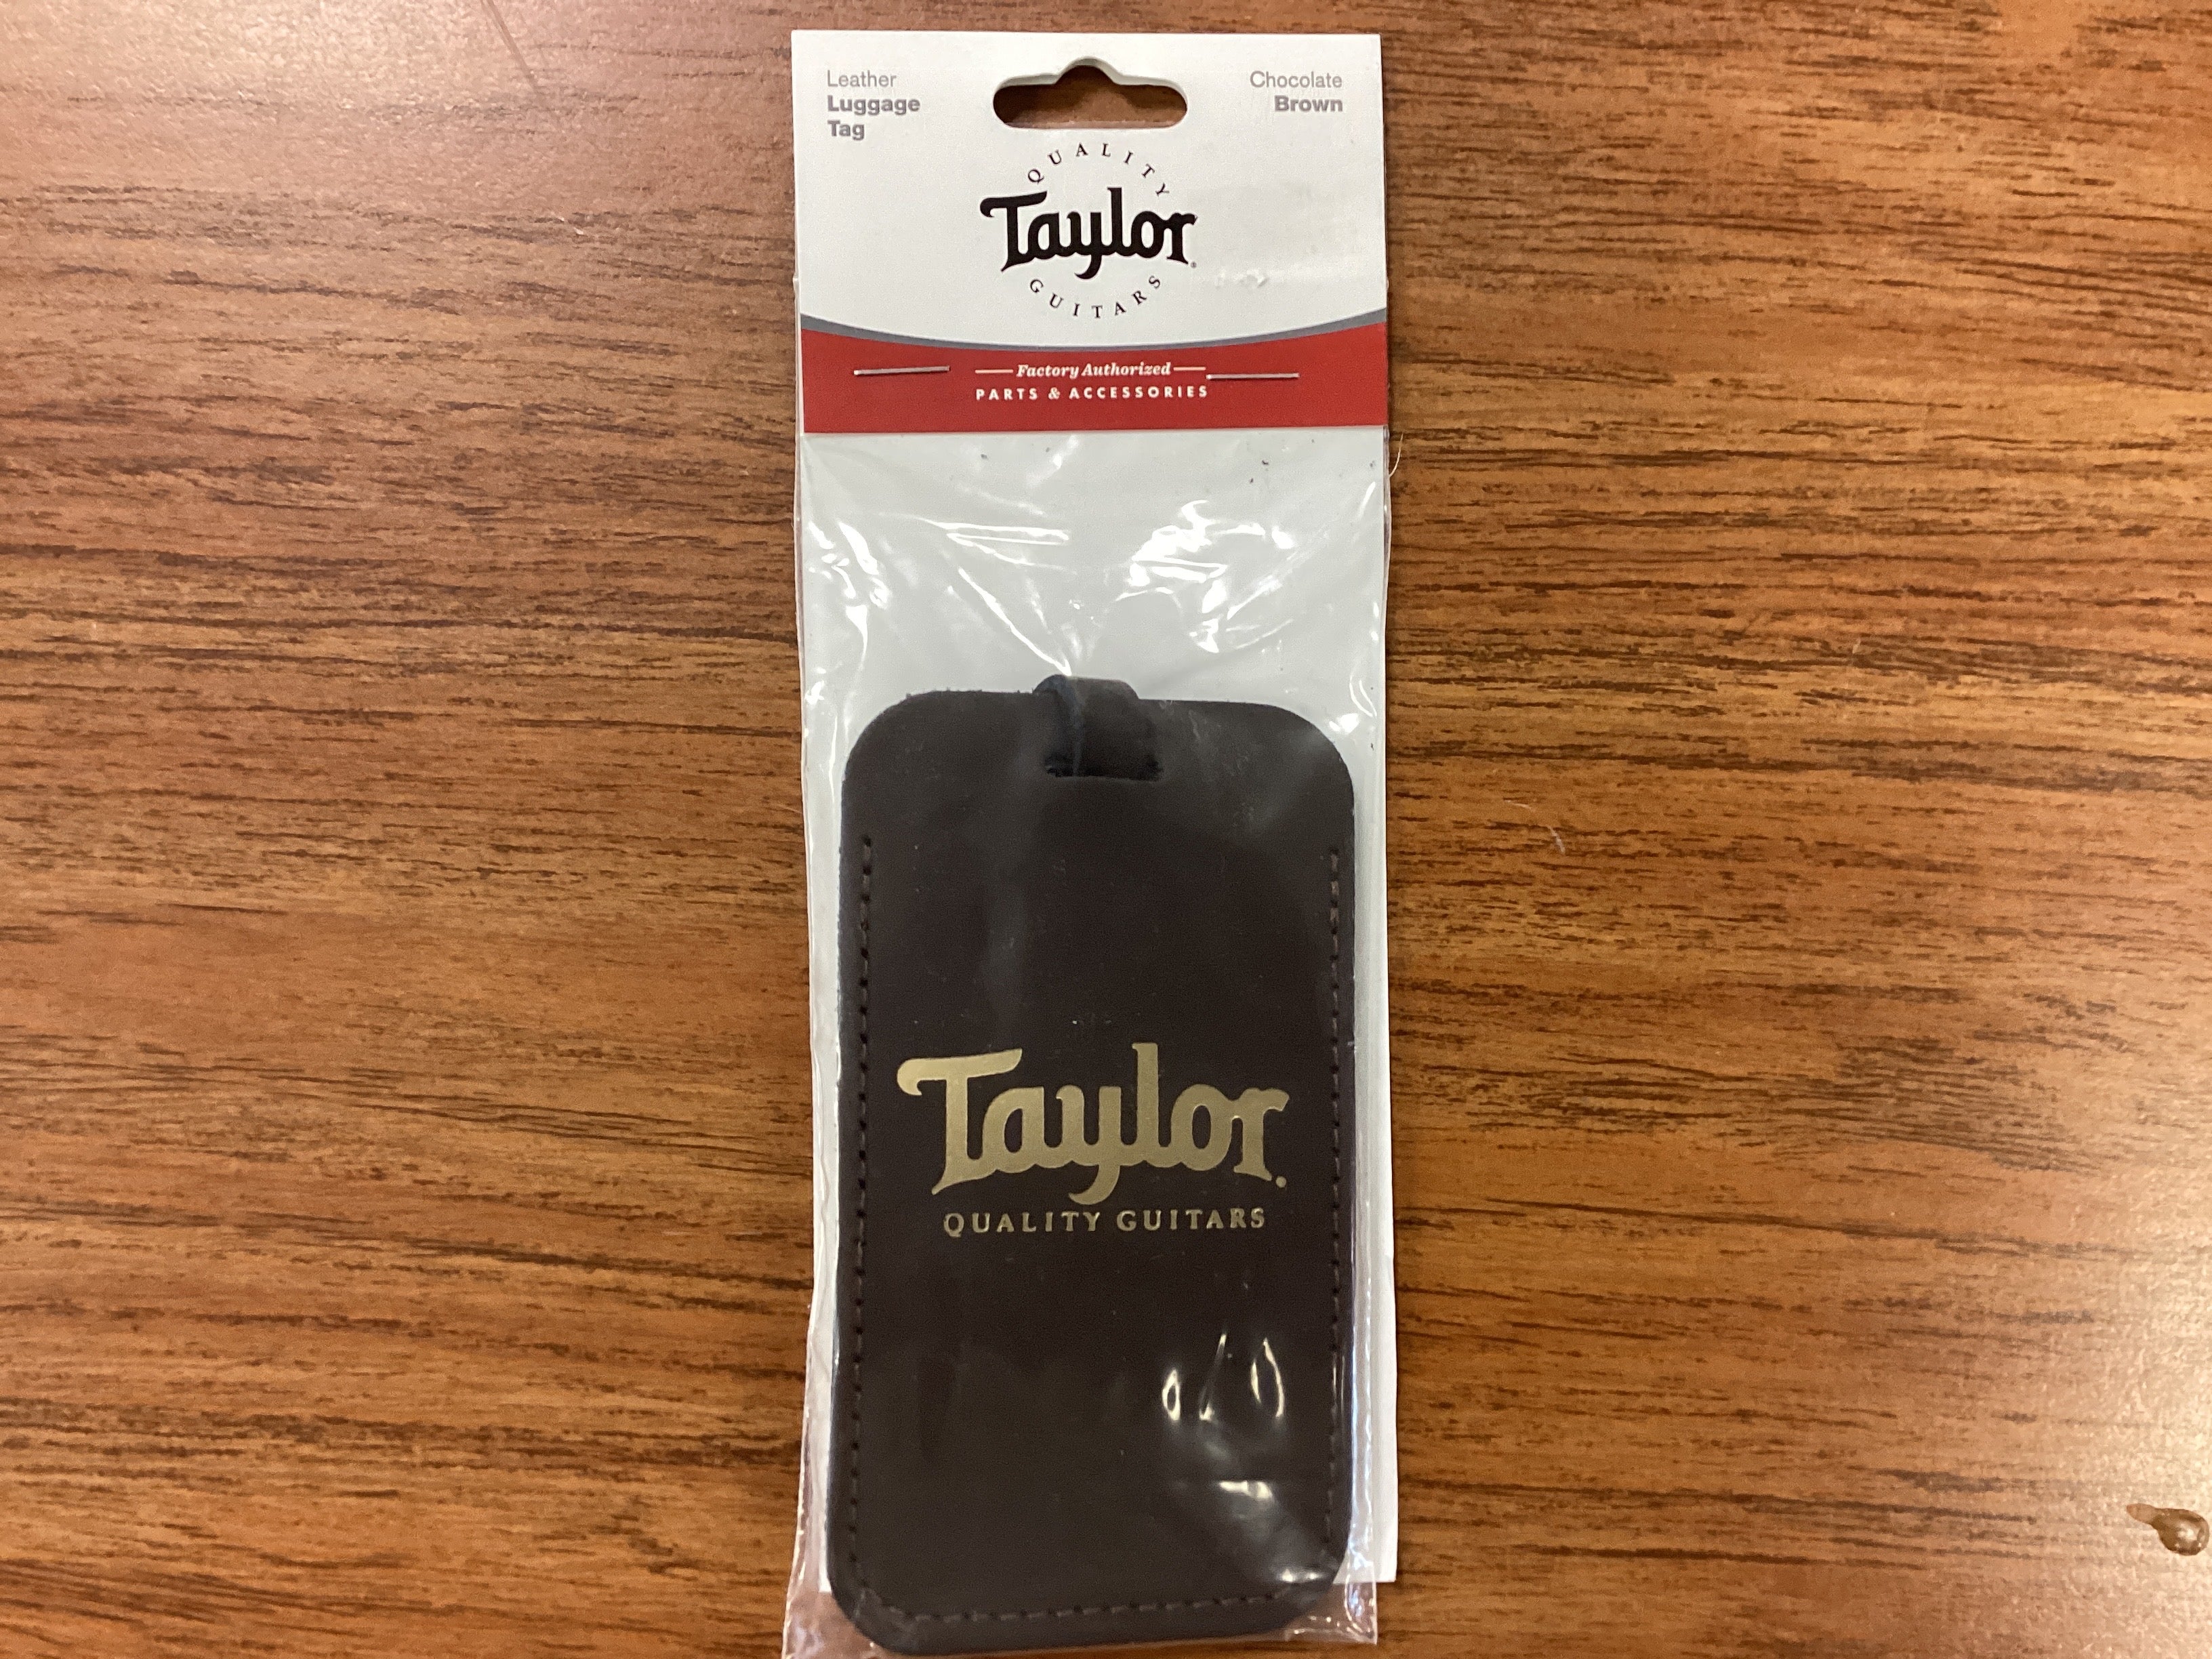 Leather
Luggage
Tag
Chocolate
Brown
QUALITY
Taylor®
GUITARS
Factory Authorized
PARTS & ACCESSORIES
Taylor.
QUALITY GUITARS